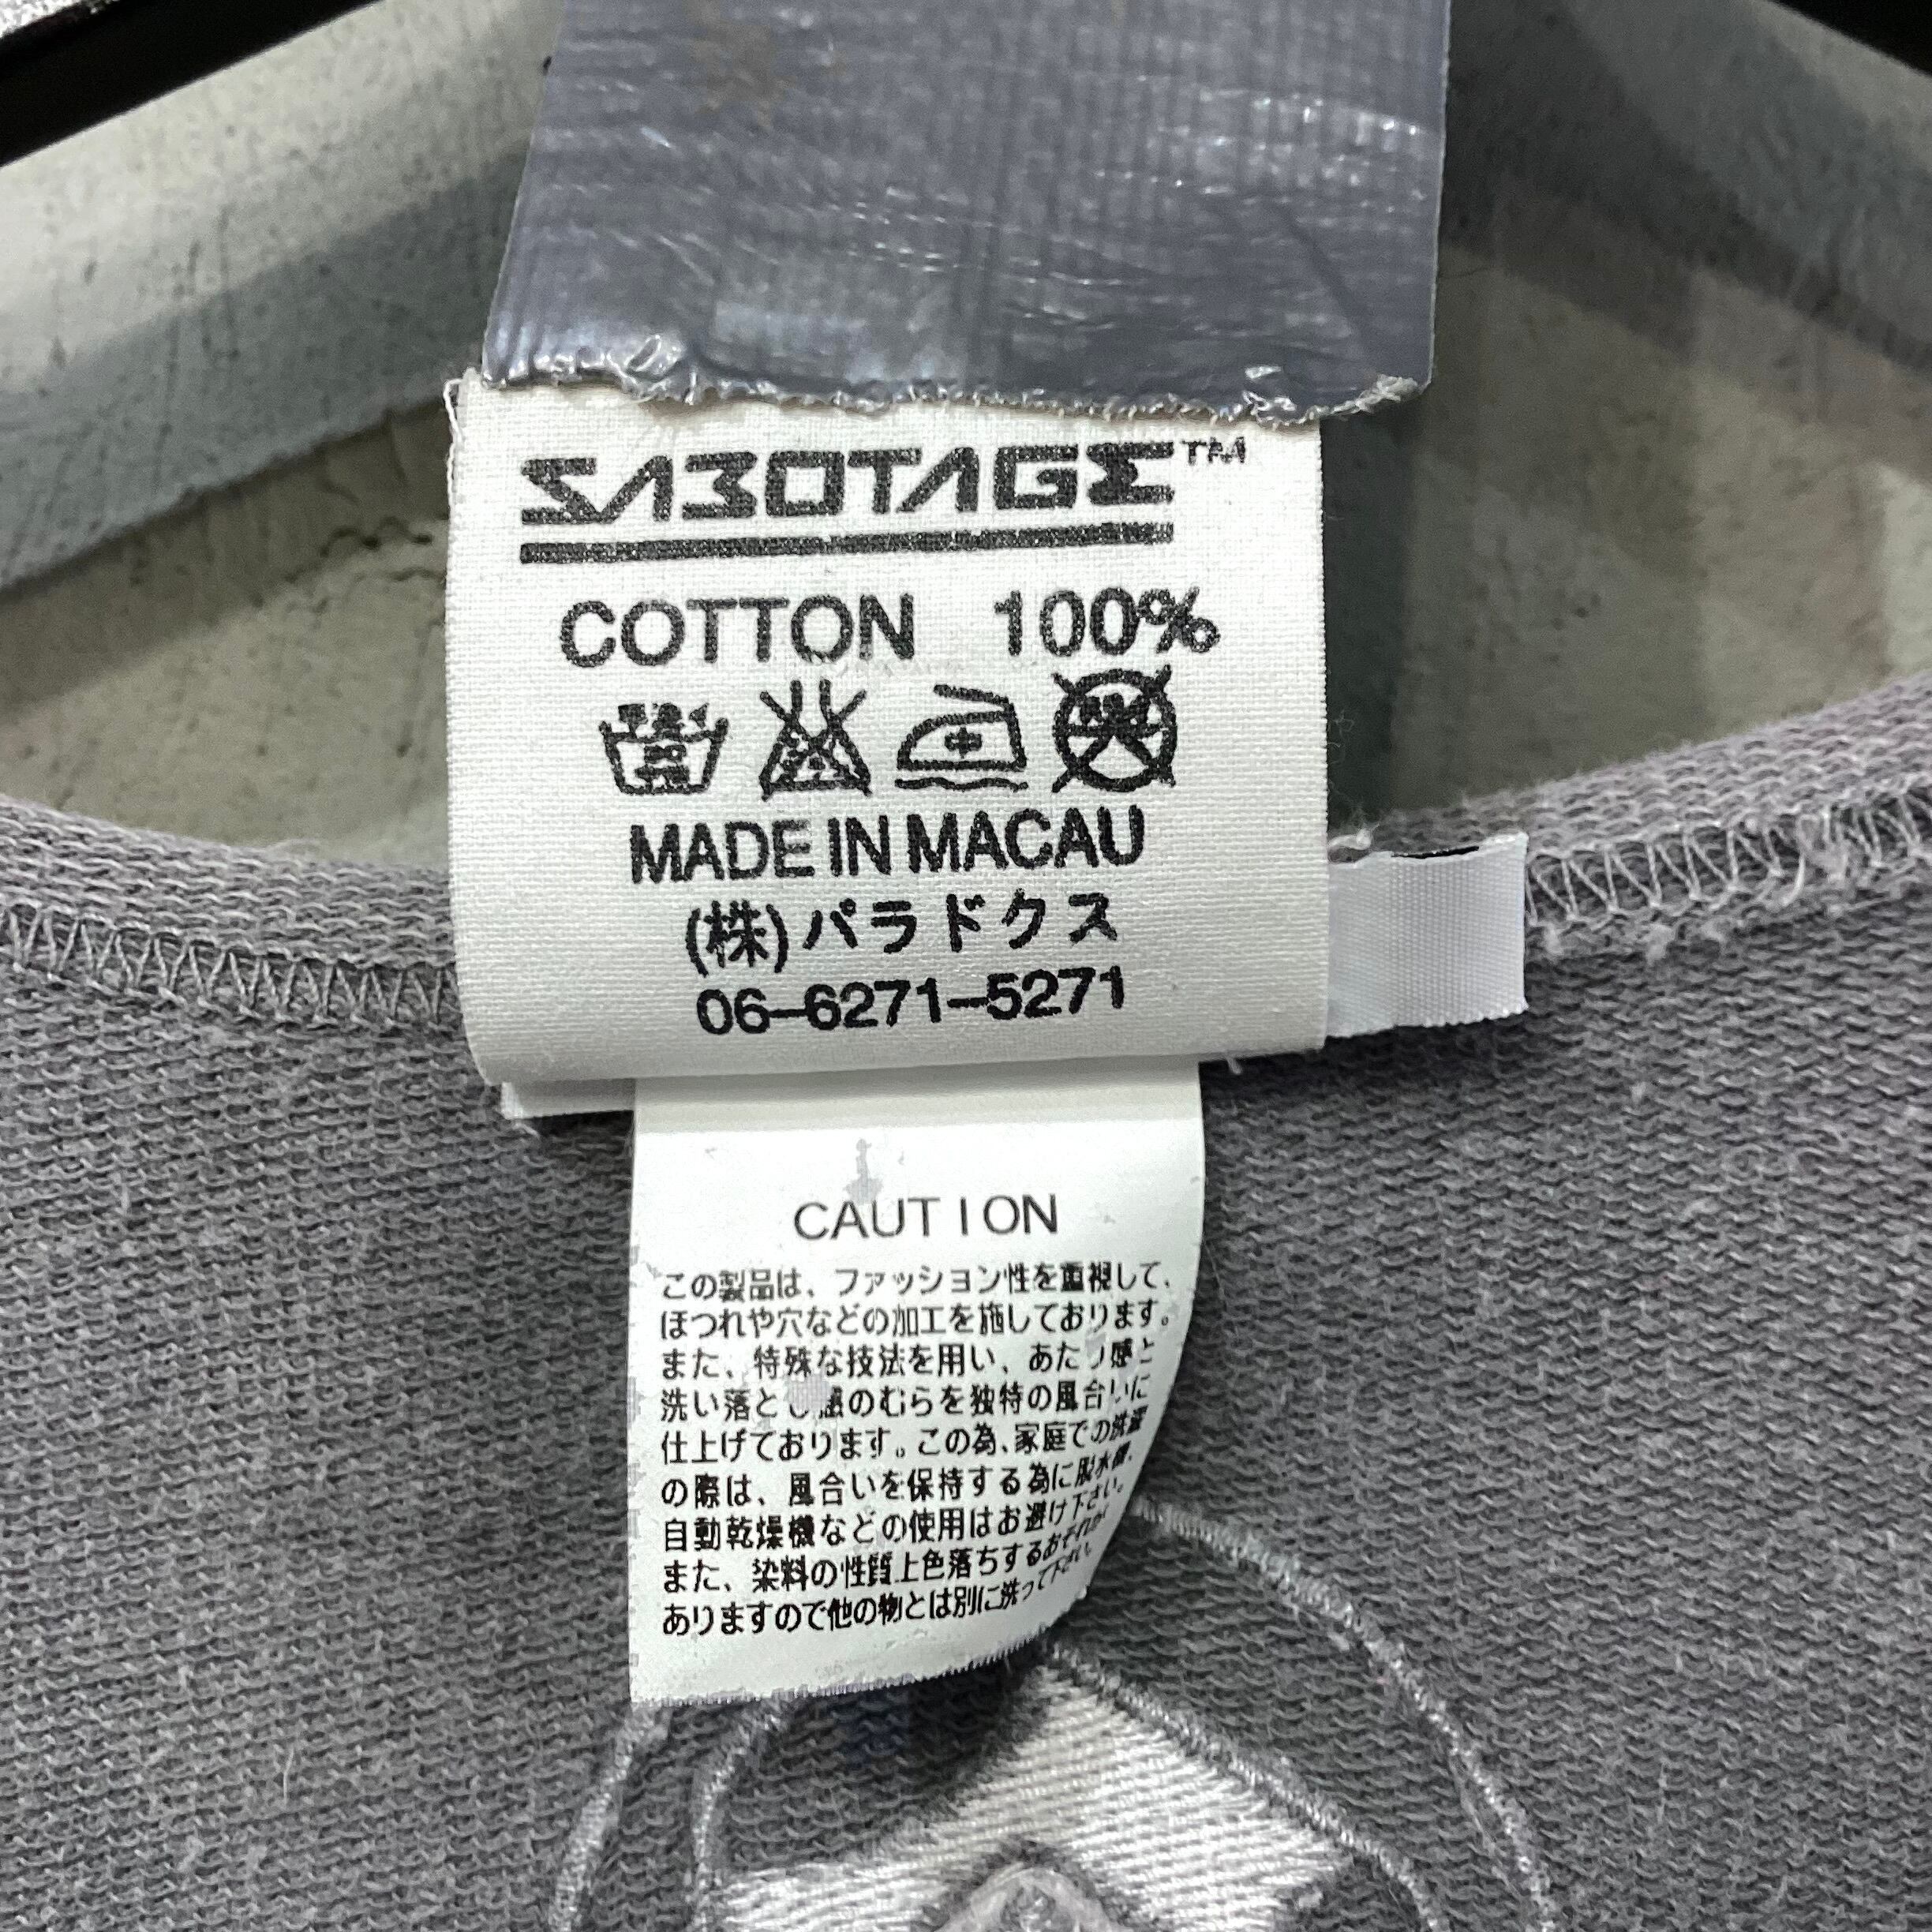 SABOTAGE™
COTTON 100%
MADE IN MACAU
(株)パラドクス
06-6271-5271
CAUTION
この製品は、ファッション性を重視して、
ほつれや穴などの加工を施しております。
また、特殊な技法を用い、あたり感と
洗い落とし感のむらを独特の風合いに
仕上げております。この為、家庭での洗濯
の際は、風合いを保持する為に脱水機、
自動乾燥機などの使用はお避け下さい。
また、染料の性質上色落ちするおそれが
ありますので他の物とは別に洗って下さい。